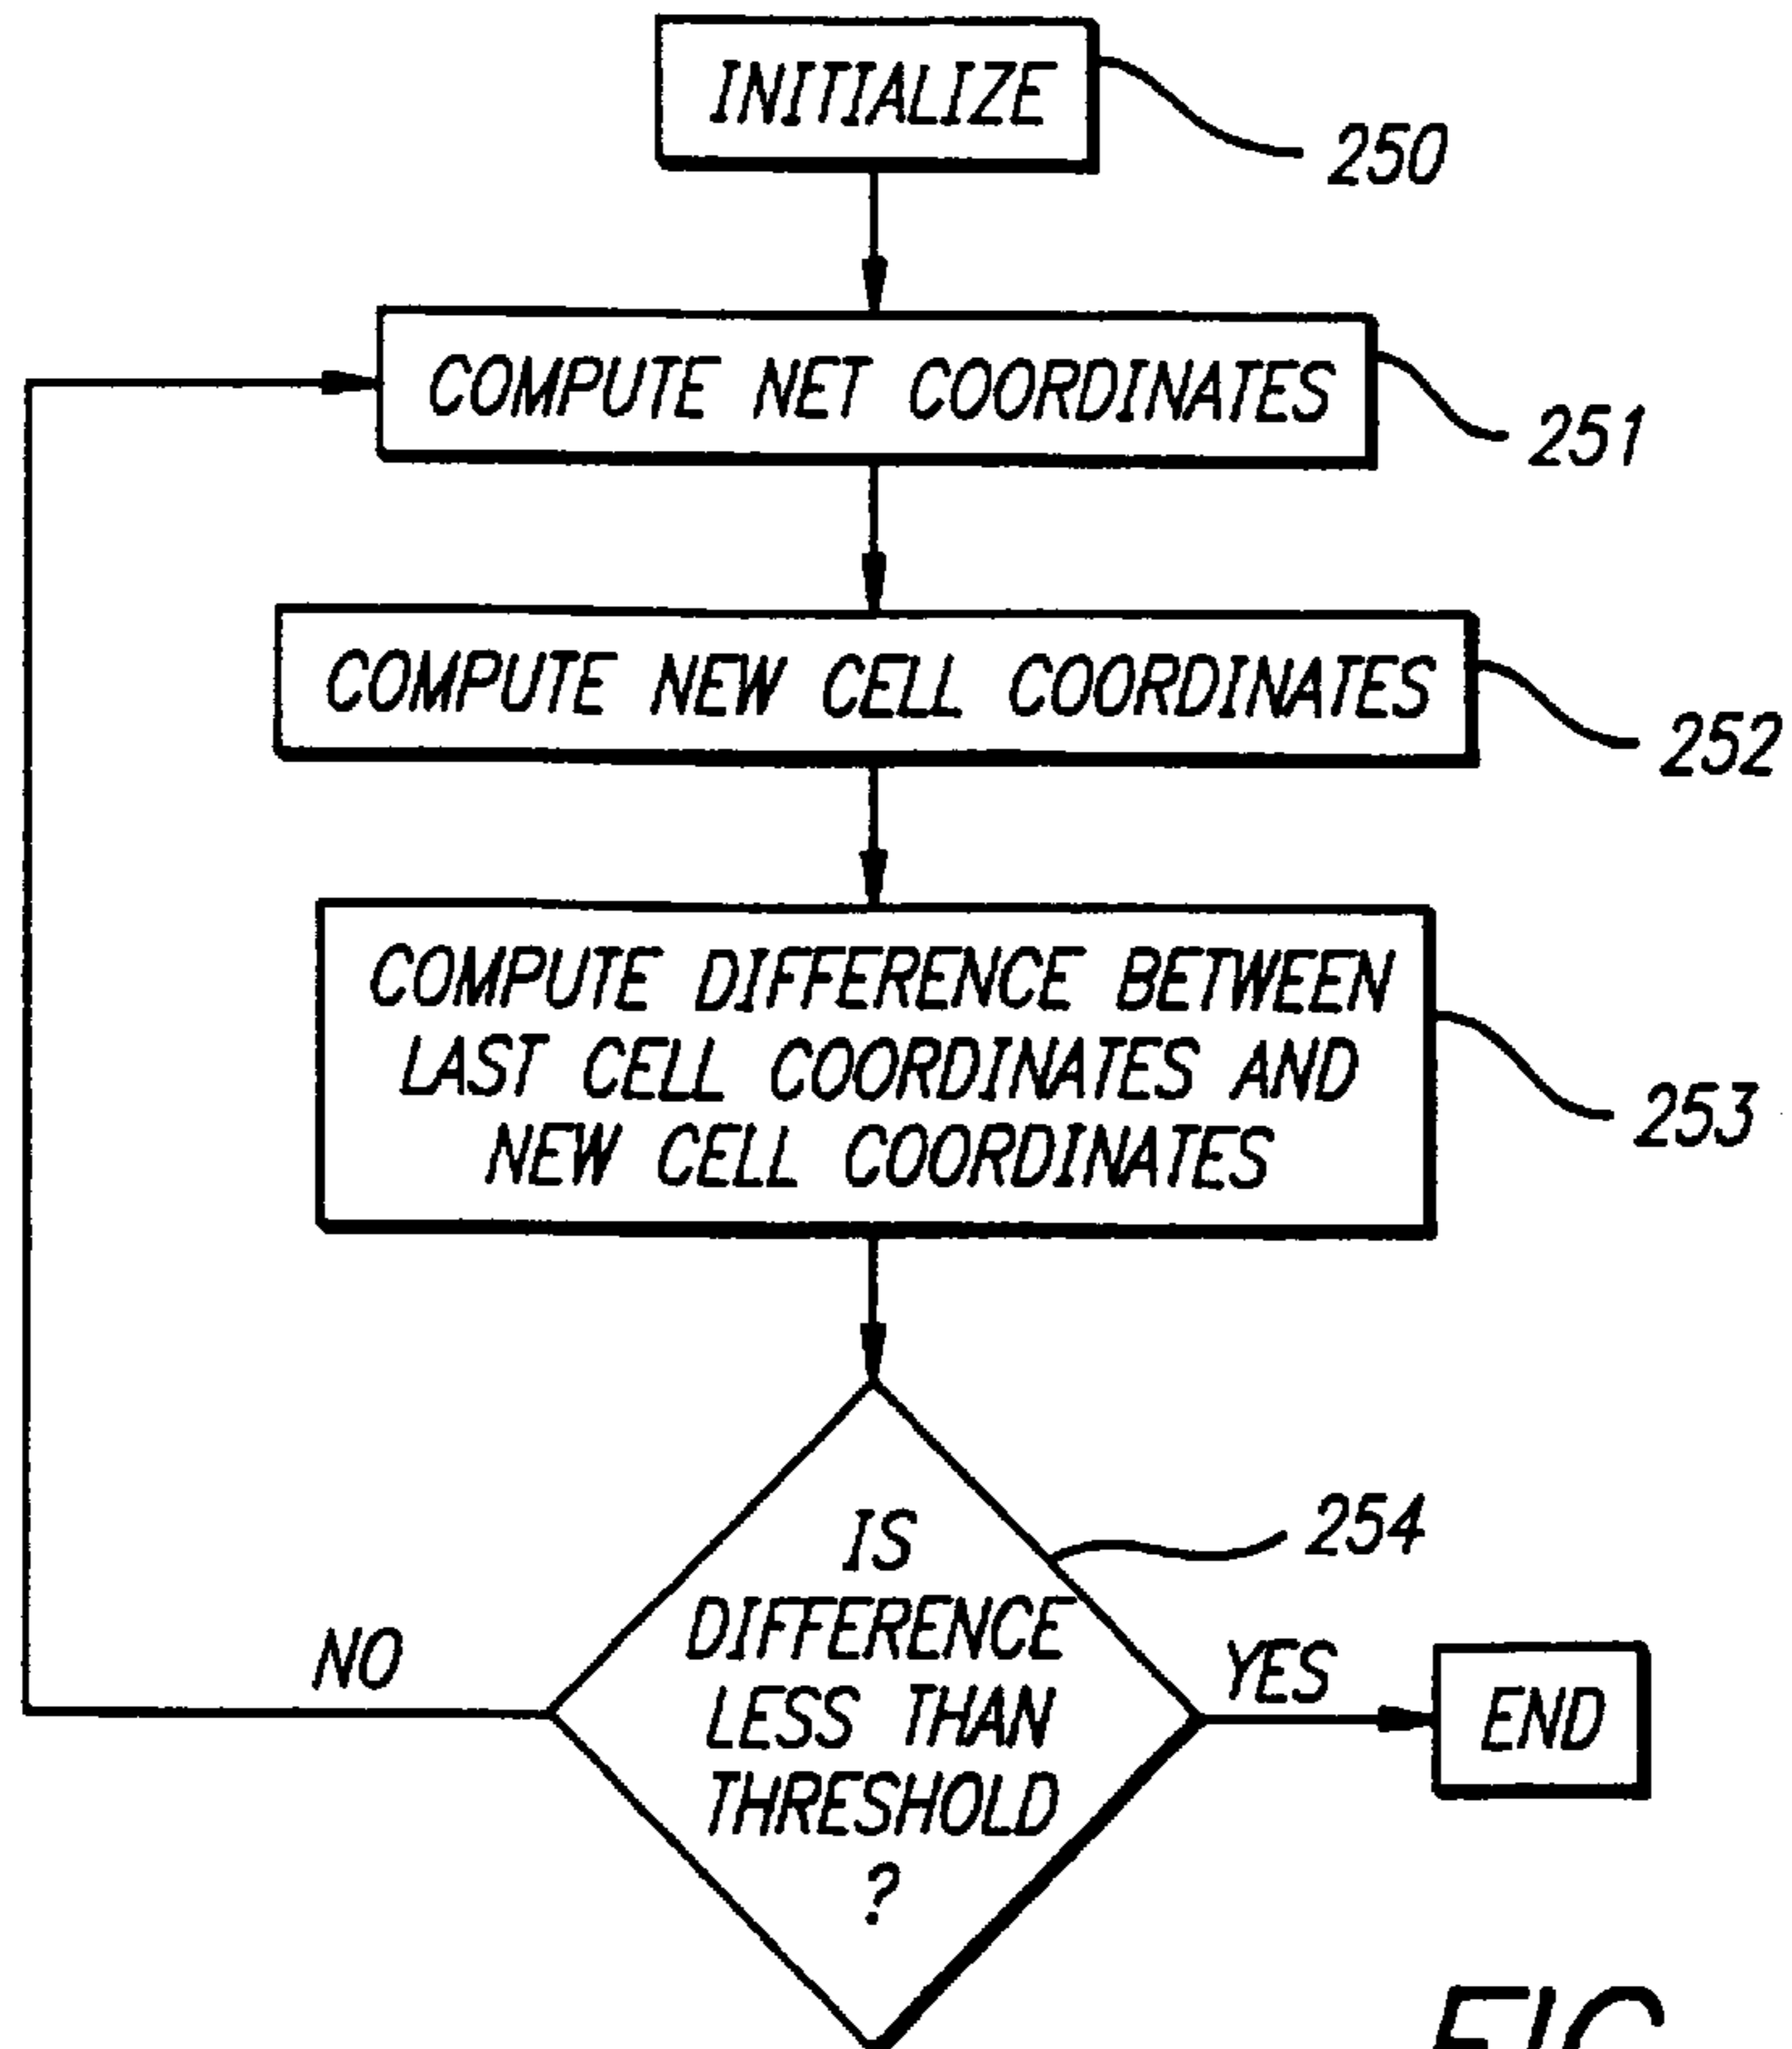 INITIALIZE
250
COMPUTE NET COORDINATES
251
COMPUTE NEW CELL COORDINATES
252
COMPUTE DIFFERENCE BETWEEN
LAST CELL COORDINATES AND
NEW CELL COORDINATES
253
IS
DIFFERENCE
LESS THAN
THRESHOLD
?
254
NO
YES
END